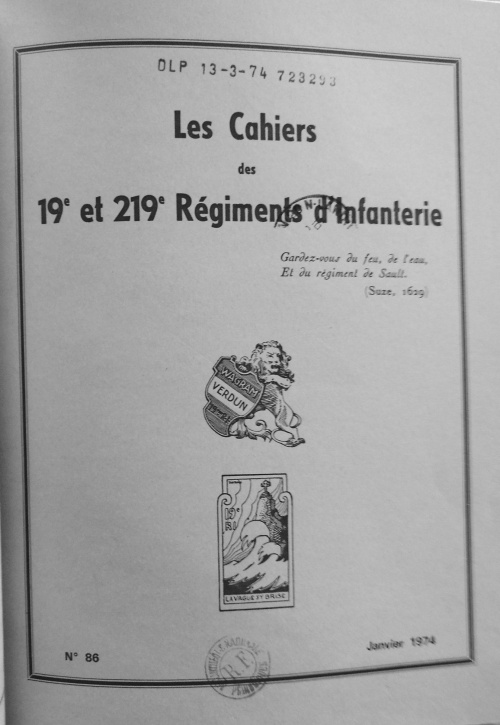 DLP 13-3-74 723293
Les Cahiers
des
19e et 219e Régiments d'Infanterie
Gardez-vous du feu, de l'eau,
Et du régiment de Sault.
(Suze, 1629)
WAGRAM
VERDUN
19e
R.I
LA VAGUE S'Y BRISE
N° 86
Janvier 1974
R.F